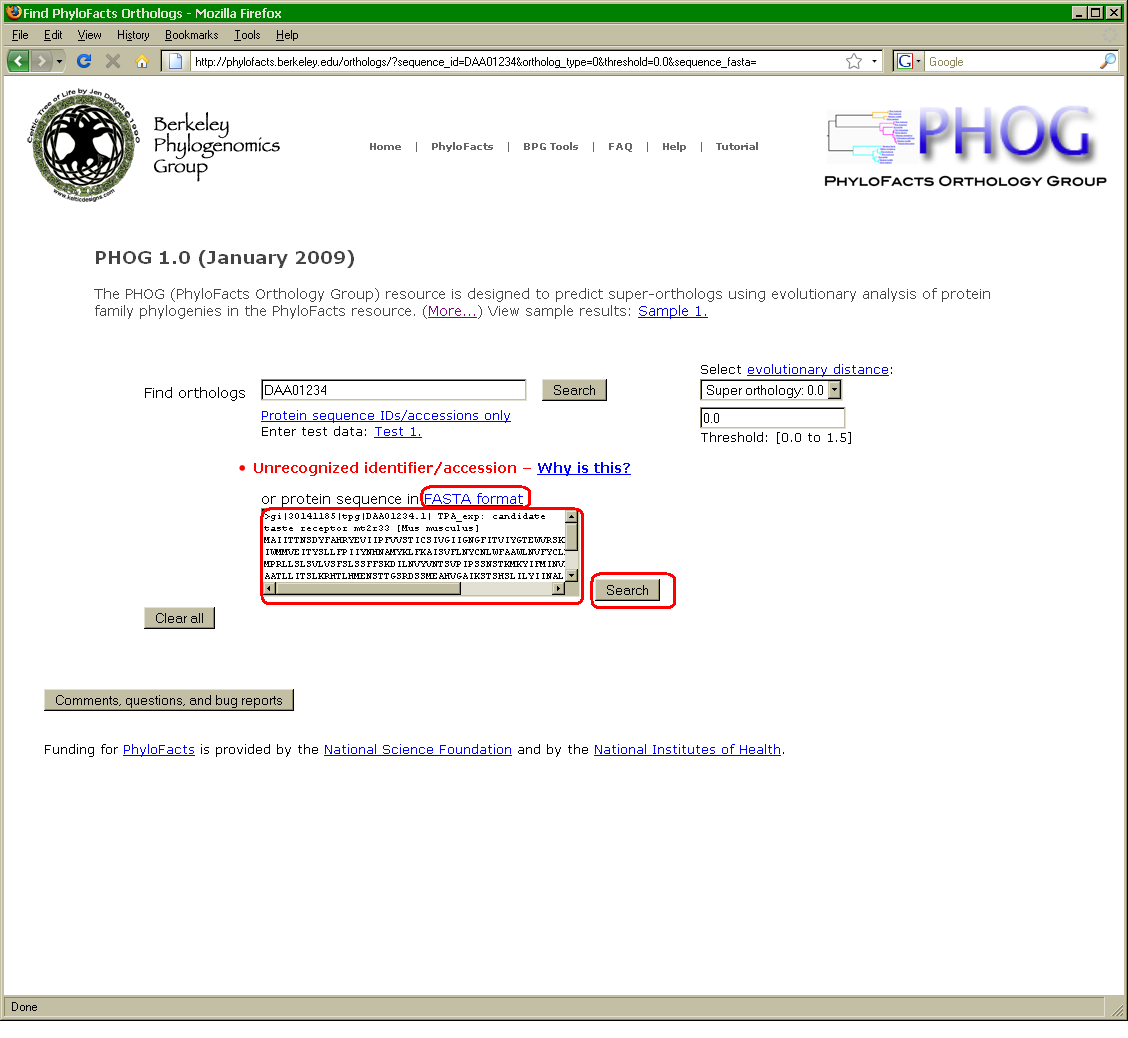 Find PhyloFacts Orthologs - Mozilla Firefox
File Edit View History Bookmarks Tools Help
http://phylofacts.berkeley.edu/orthologs/?sequence_id=DAA01234&ortholog_type=0&threshold=0.0&sequence_fasta=
G Google
Celtic Tree of Life by Jen Delyth © 1990
www.kelticdesigns.com
Berkeley
Phylogenomics
Group
Home | PhyloFacts | BPG Tools | FAQ | Help | Tutorial
PHOG
PhyloFacts Orthology Group
PHOG 1.0 (January 2009)
The PHOG (PhyloFacts Orthology Group) resource is designed to predict super-orthologs using evolutionary analysis of protein
family phylogenies in the PhyloFacts resource. (More...) View sample results: Sample 1.
Select evolutionary distance:
Find orthologs DAA01234 Search Super orthology: 0.0
Protein sequence IDs/accessions only
0.0
Enter test data: Test 1.
Threshold: [0.0 to 1.5]
• Unrecognized identifier/accession – Why is this?
or protein sequence in FASTA format
>gi|30141185|tpg|DAA01234.1| TPA_exp: candidate
taste receptor mt2r33 [Mus musculus]
MAIITTNSDYFAHRYEVIIPFVVSTICSIVGIIGNGFITVIYGTEWVRSK
IWMMVEITYSLLFPIIYNHNAMYKLFKAISVFLNYCNLWFAAWLNVFYCL
MPRLLSLSVLVSFSLSSFFSKDILNVYVNTSVPIPSSNSTKMKYIFMINV
AATLLITSLKRHTLHMENSTTGSRDSSMEAHVGAIKSTSHSLILYIINAL
Search
Clear all
Comments, questions, and bug reports
Funding for PhyloFacts is provided by the National Science Foundation and by the National Institutes of Health.
Done